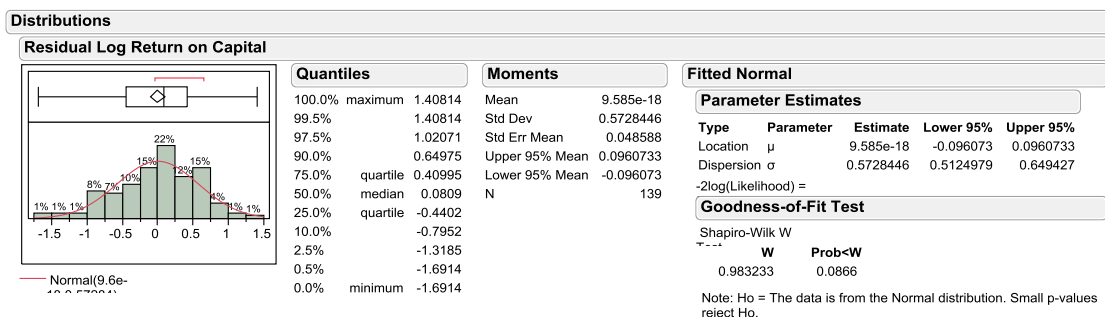 Distributions
Residual Log Return on Capital
1% 1% 1% 8% 7% 10% 15% 22% 12% 15% 4% 1% 1%
-1.5 -1 -0.5 0 0.5 1 1.5
Normal(9.6e-
Quantiles
100.0% maximum 1.40814
99.5% 1.40814
97.5% 1.02071
90.0% 0.64975
75.0% quartile 0.40995
50.0% median 0.0809
25.0% quartile -0.4402
10.0% -0.7952
2.5% -1.3185
0.5% -1.6914
0.0% minimum -1.6914
Moments
Mean 9.585e-18
Std Dev 0.5728446
Std Err Mean 0.048588
Upper 95% Mean 0.0960733
Lower 95% Mean -0.096073
N 139
Fitted Normal
Parameter Estimates
Type Parameter Estimate Lower 95% Upper 95%
Location μ 9.585e-18 -0.096073 0.0960733
Dispersion σ 0.5728446 0.5124979 0.649427
-2log(Likelihood) =
Goodness-of-Fit Test
Shapiro-Wilk W
W Prob<W
0.983233 0.0866
Note: Ho = The data is from the Normal distribution. Small p-values
reject Ho.